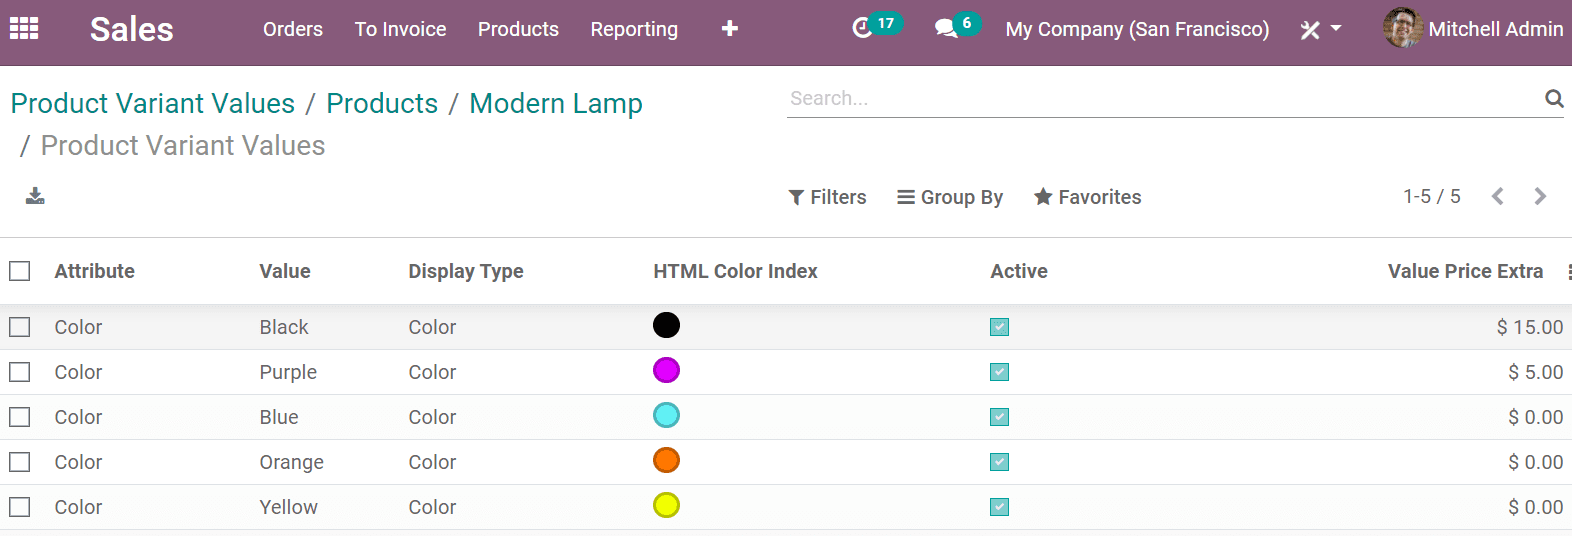 Sales Orders To Invoice Products Reporting 17 6 My Company (San Francisco) Mitchell Admin
Product Variant Values / Products / Modern Lamp
/ Product Variant Values
Search...
Filters Group By Favorites 1-5 / 5
Attribute Value Display Type HTML Color Index Active Value Price Extra
Color Black Color $ 15.00
Color Purple Color $ 5.00
Color Blue Color $ 0.00
Color Orange Color $ 0.00
Color Yellow Color $ 0.00